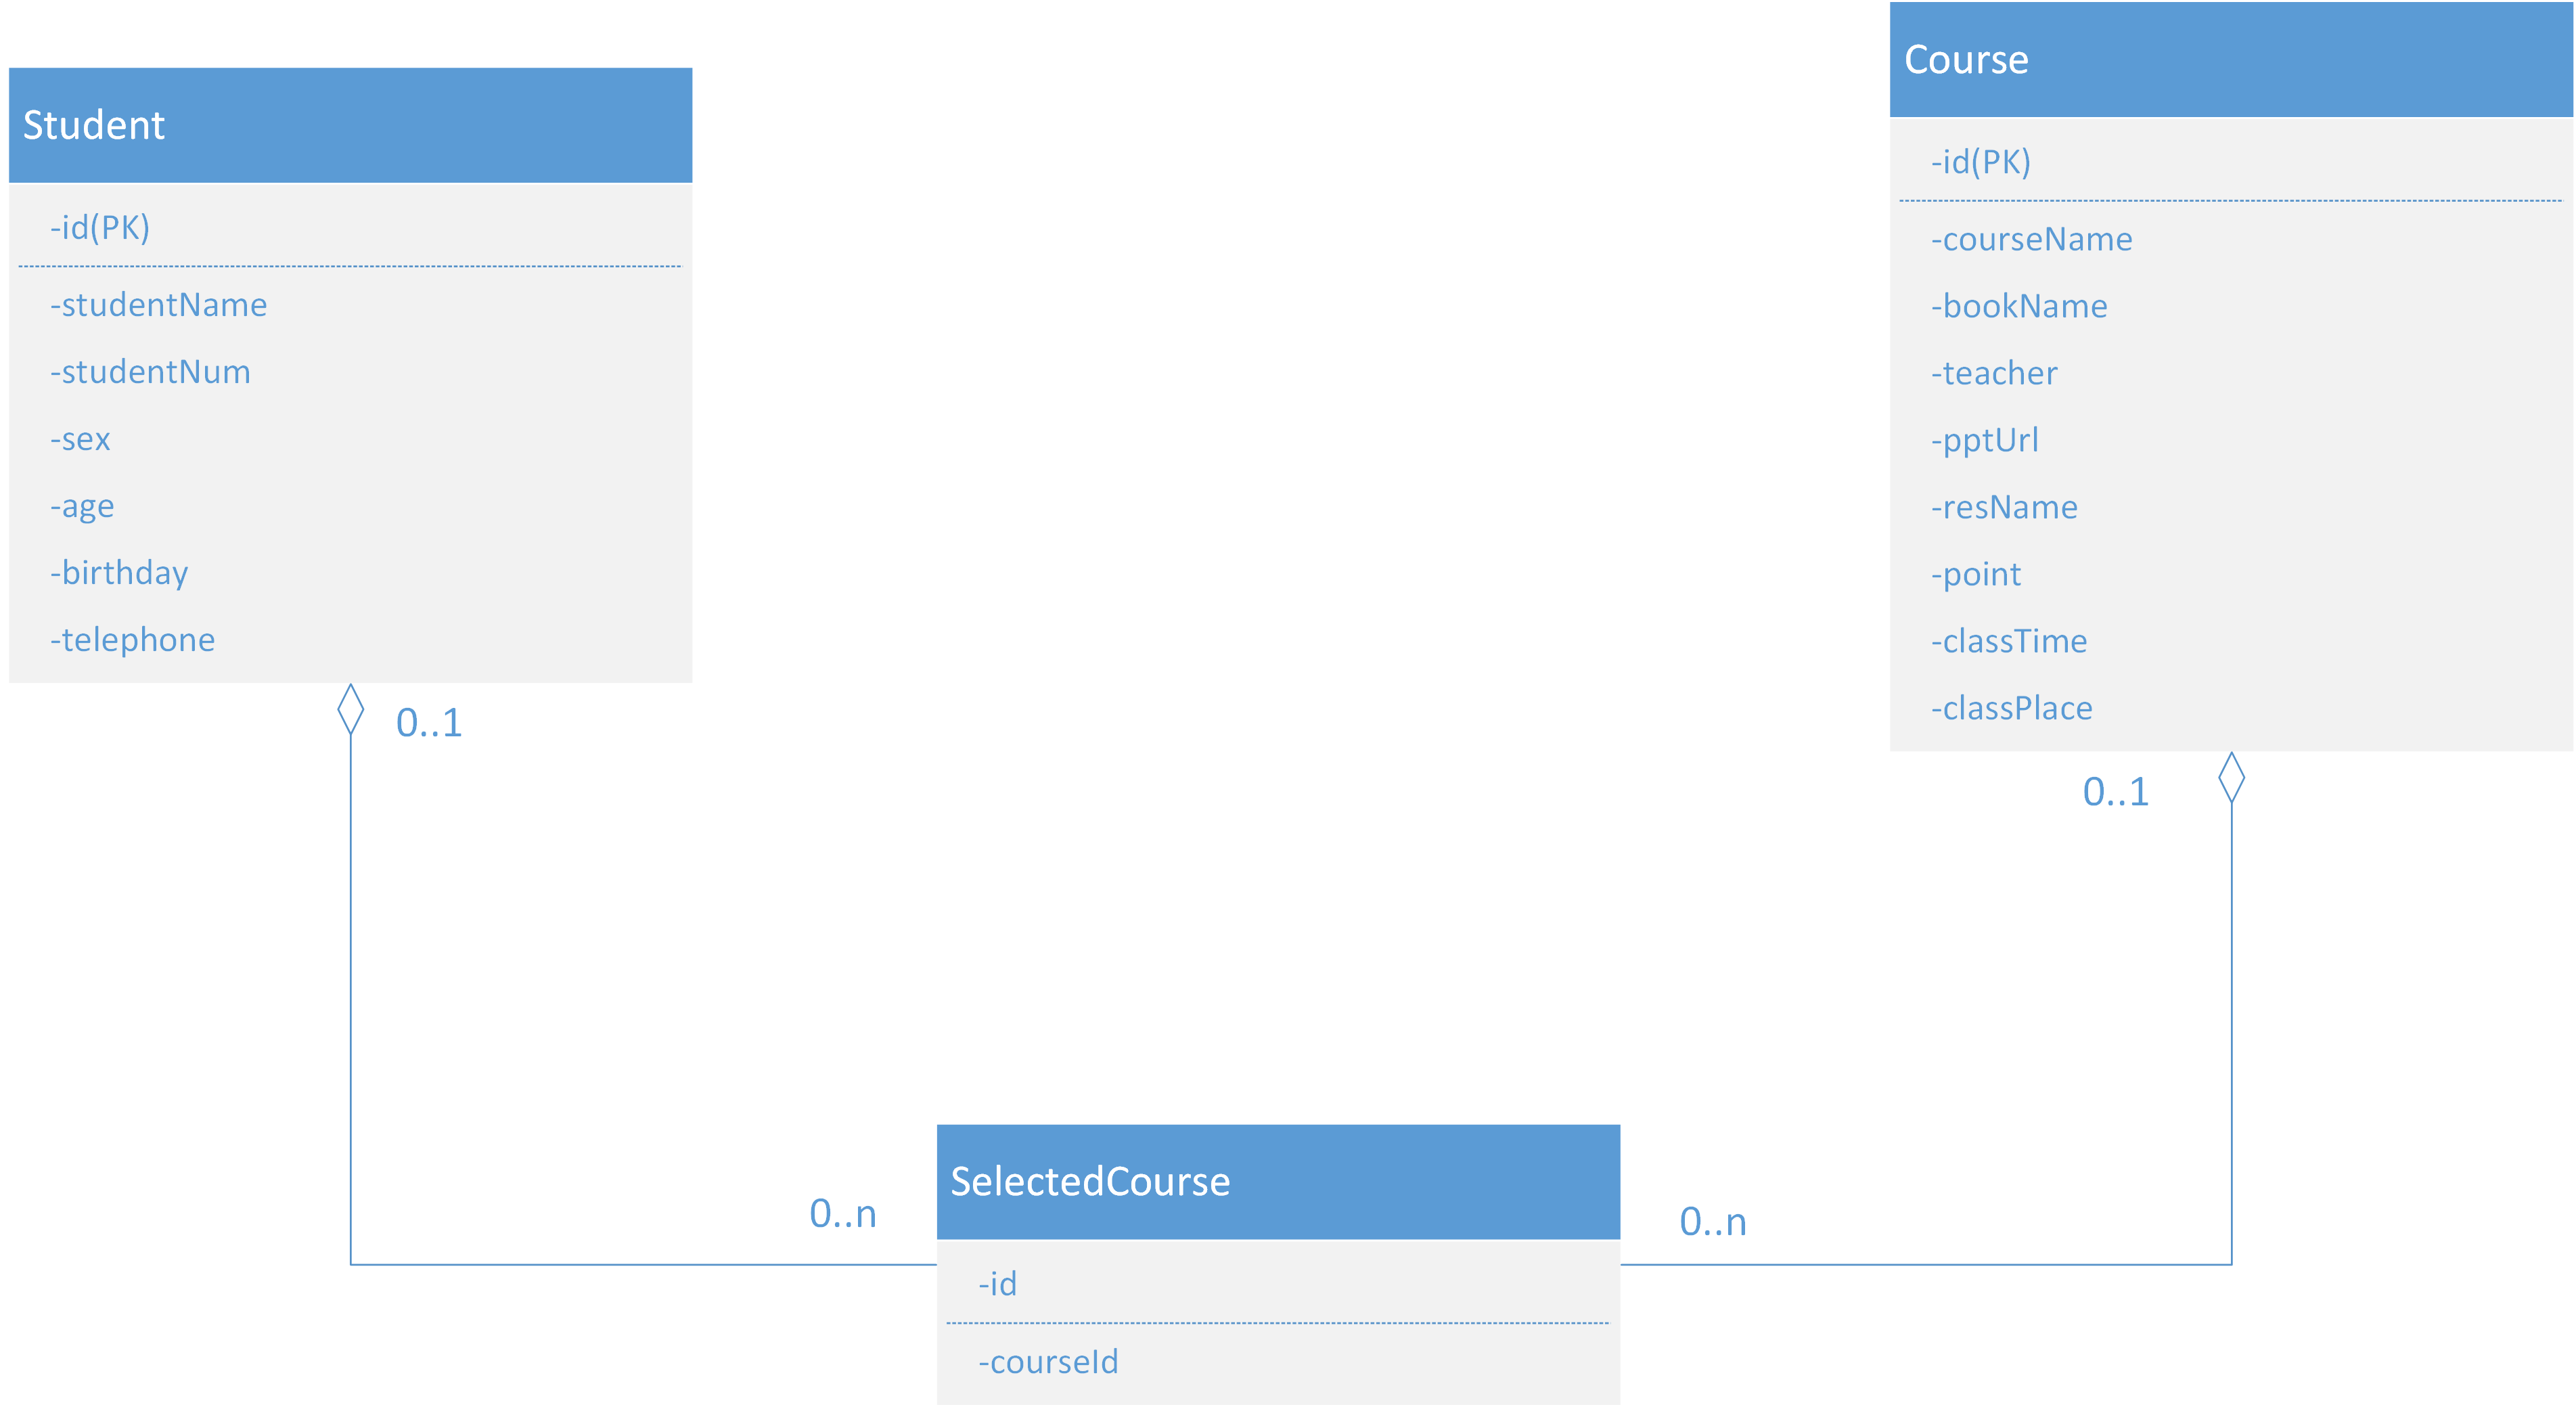 Student
-id(PK)
-studentName
-studentNum
-sex
-age
-birthday
-telephone
0..1
Course
-id(PK)
-courseName
-bookName
-teacher
-pptUrl
-resName
-point
-classTime
-classPlace
0..1
0..n
SelectedCourse
-id
-courseId
0..n